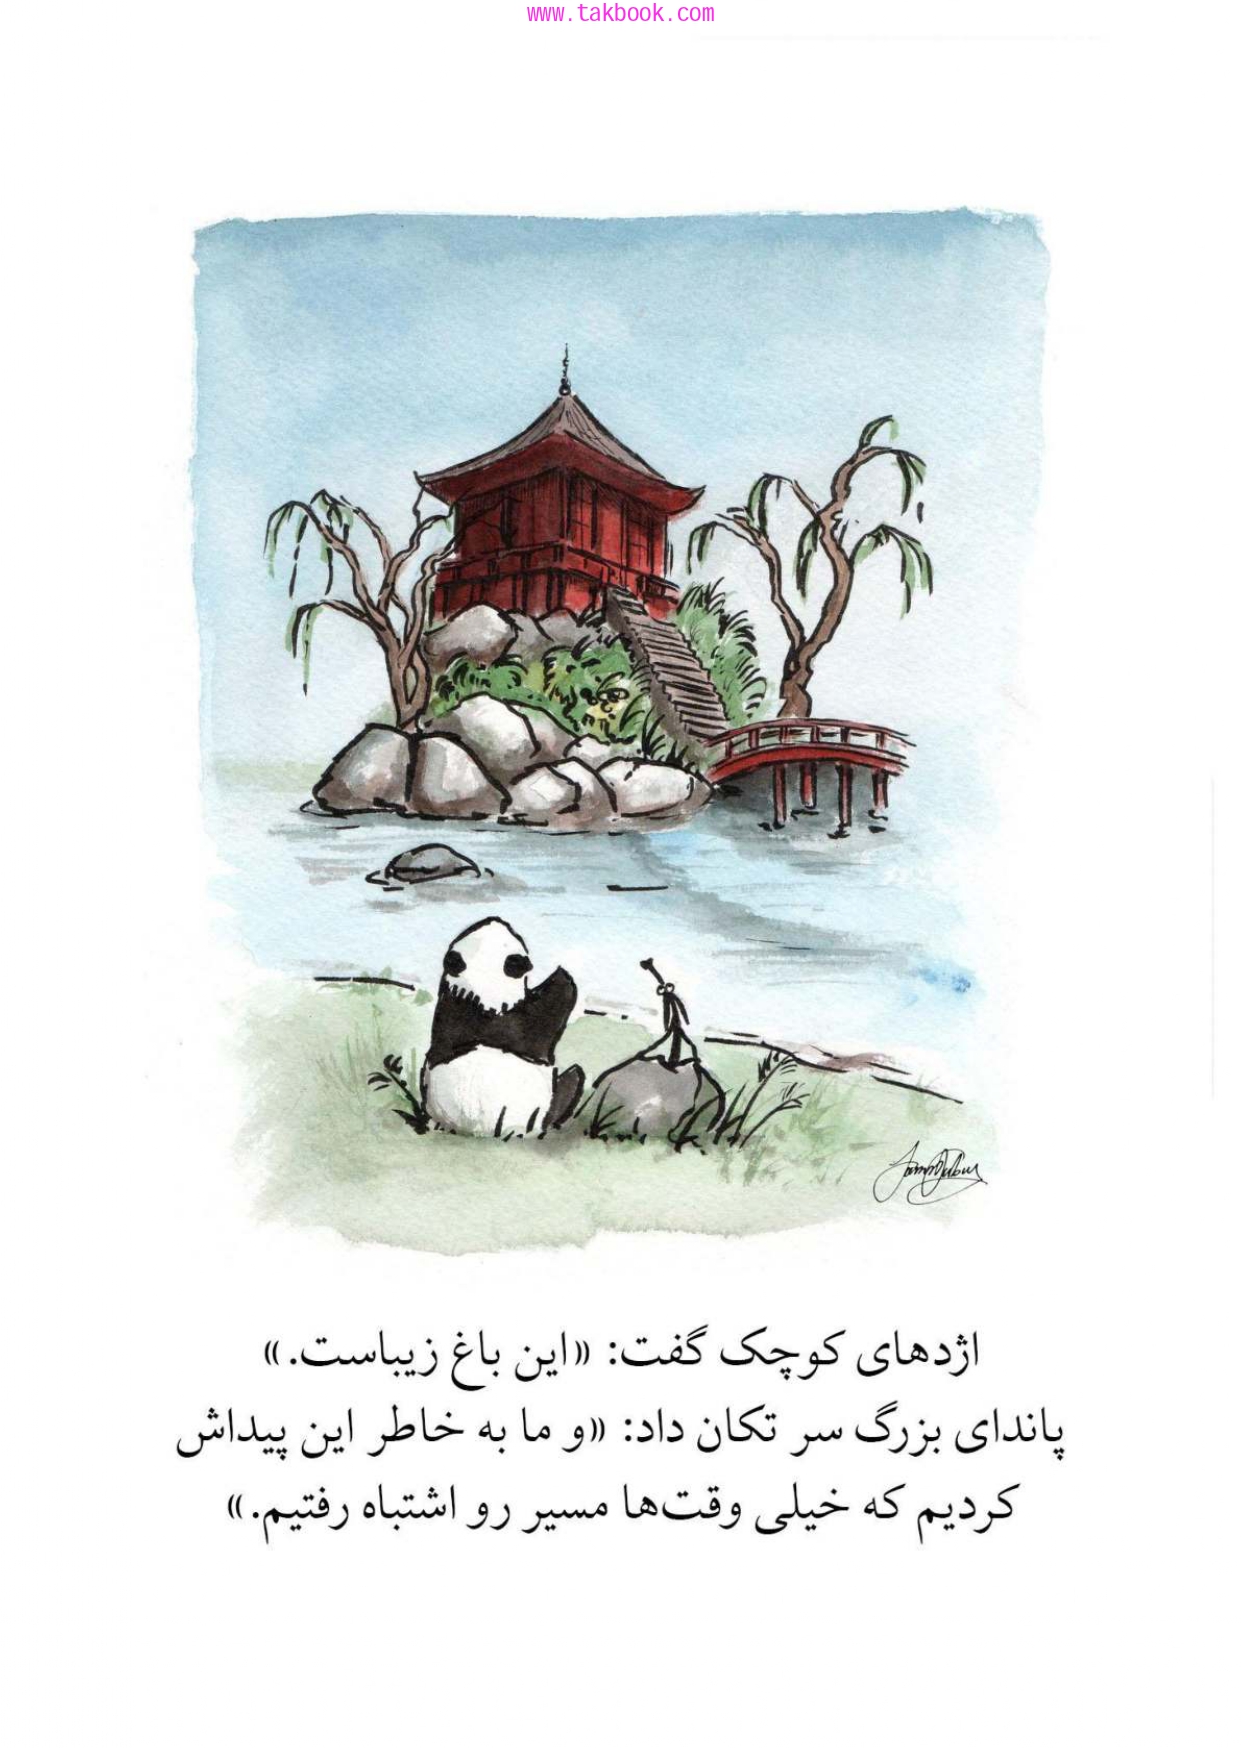 www.takbook.com
اژدهای کوچک گفت: «این باغ زیباست.»
پاندای بزرگ سر تکان داد: «و ما به خاطر این پیداش
کردیم که خیلی وقت‌ها مسیر رو اشتباه رفتیم.»